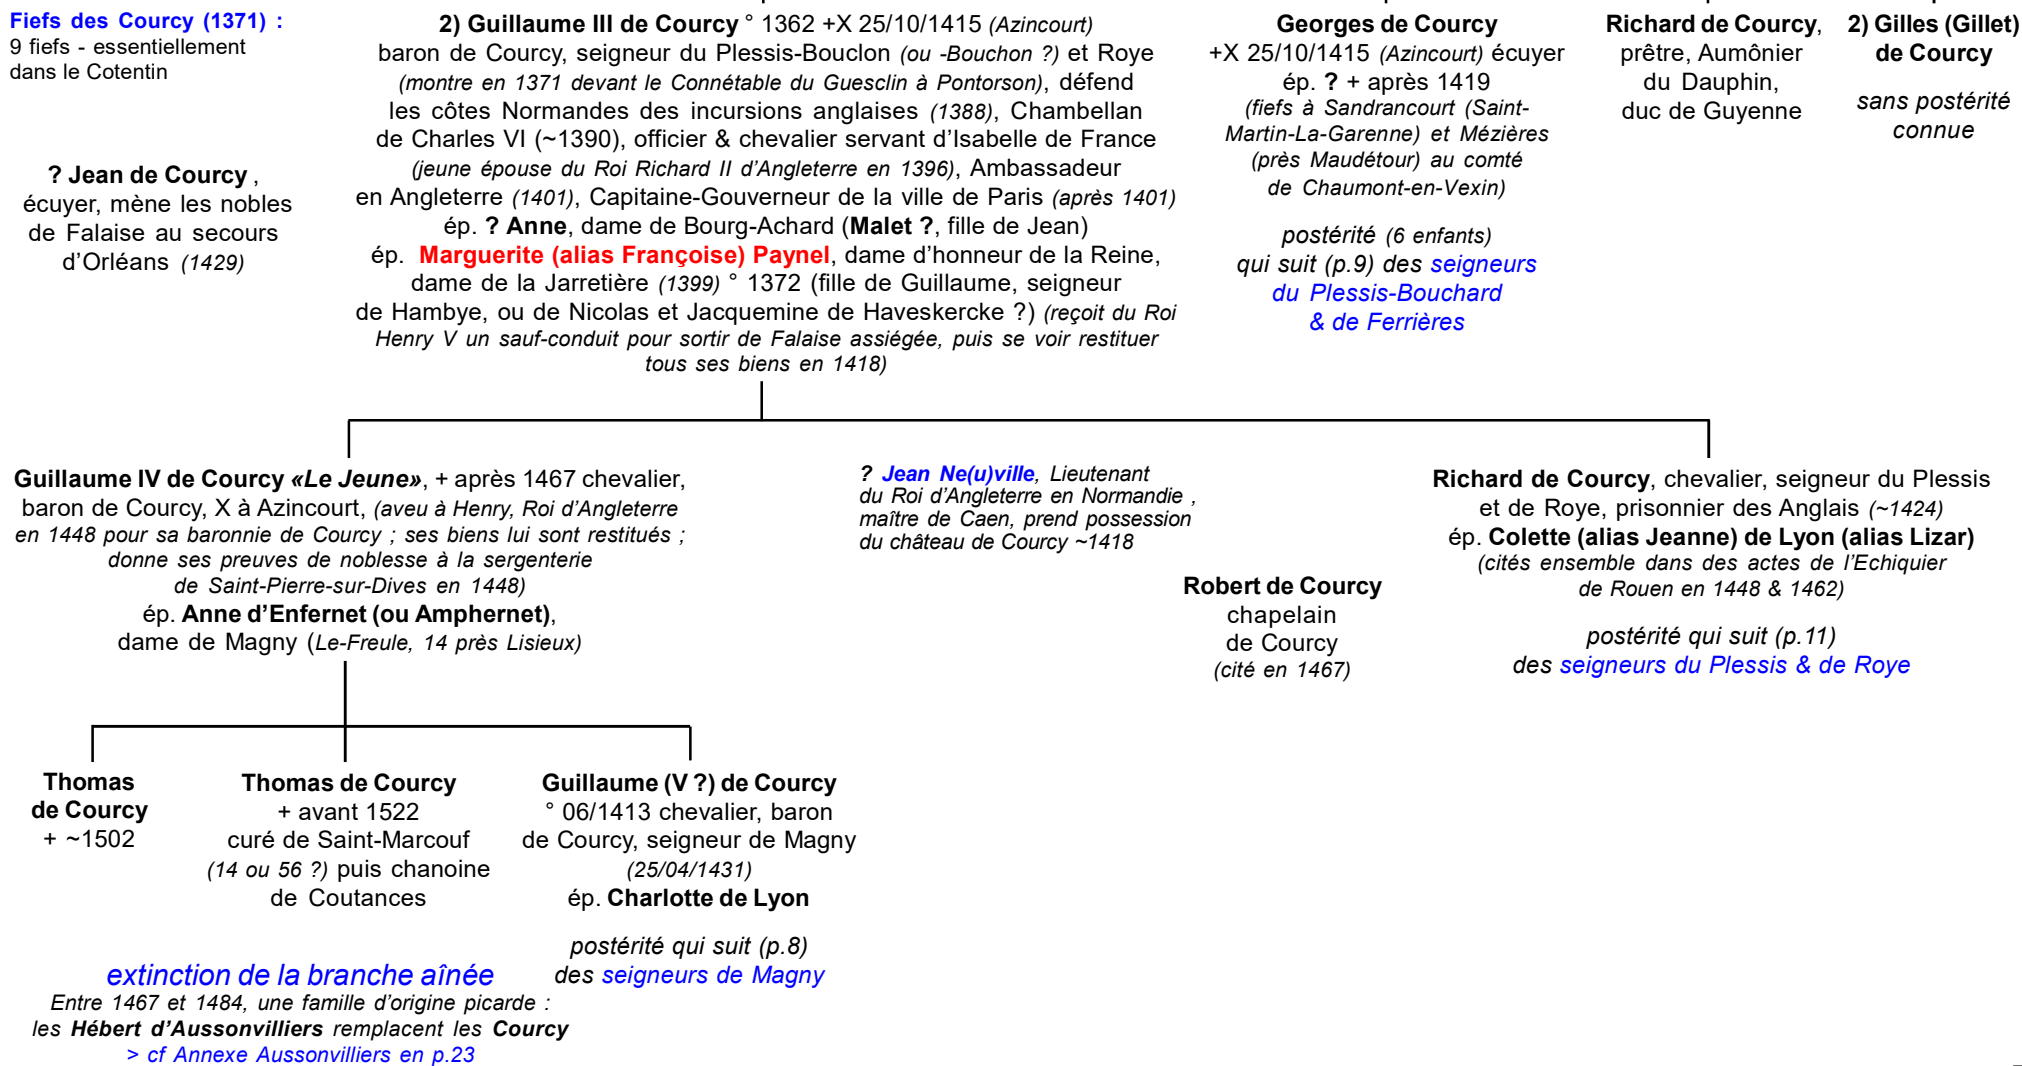 Fiefs des Courcy (1371) :
9 fiefs - essentiellement
dans le Cotentin
? Jean de Courcy ,
écuyer, mène les nobles
de Falaise au secours
d'Orléans (1429)
2) Guillaume III de Courcy ° 1362 +X 25/10/1415 (Azincourt)
baron de Courcy, seigneur du Plessis-Bouclon (ou -Bouchon ?) et Roye
(montre en 1371 devant le Connétable du Guesclin à Pontorson), défend
les côtes Normandes des incursions anglaises (1388), Chambellan
de Charles VI (~1390), officier & chevalier servant d'Isabelle de France
(jeune épouse du Roi Richard II d'Angleterre en 1396), Ambassadeur
en Angleterre (1401), Capitaine-Gouverneur de la ville de Paris (après 1401)
ép. ? Anne, dame de Bourg-Achard (Malet ?, fille de Jean)
ép. Marguerite (alias Françoise) Paynel, dame d'honneur de la Reine,
dame de la Jarretière (1399) ° 1372 (fille de Guillaume, seigneur
de Hambye, ou de Nicolas et Jacquemine de Haveskercke ?) (reçoit du Roi
Henry V un sauf-conduit pour sortir de Falaise assiégée, puis se voir restituer
tous ses biens en 1418)
Georges de Courcy
+X 25/10/1415 (Azincourt) écuyer
ép. ? + après 1419
(fiefs à Sandrancourt (Saint-
Martin-La-Garenne) et Mézières
(près Maudétour) au comté
de Chaumont-en-Vexin)
postérité (6 enfants)
qui suit (p.9) des seigneurs
du Plessis-Bouchard
& de Ferrières
Richard de Courcy,
prêtre, Aumônier
du Dauphin,
duc de Guyenne
2) Gilles (Gillet)
de Courcy
sans postérité
connue
Guillaume IV de Courcy «Le Jeune», + après 1467 chevalier,
baron de Courcy, X à Azincourt, (aveu à Henry, Roi d'Angleterre
en 1448 pour sa baronnie de Courcy ; ses biens lui sont restitués ;
donne ses preuves de noblesse à la sergenterie
de Saint-Pierre-sur-Dives en 1448)
ép. Anne d'Enfernet (ou Amphernet),
dame de Magny (Le-Freule, 14 près Lisieux)
? Jean Ne(u)ville, Lieutenant
du Roi d'Angleterre en Normandie ,
maître de Caen, prend possession
du château de Courcy ~1418
Robert de Courcy
chapelain
de Courcy
(cité en 1467)
Richard de Courcy, chevalier, seigneur du Plessis
et de Roye, prisonnier des Anglais (~1424)
ép. Colette (alias Jeanne) de Lyon (alias Lizar)
(cités ensemble dans des actes de l'Echiquier
de Rouen en 1448 & 1462)
postérité qui suit (p.11)
des seigneurs du Plessis & de Roye
Thomas
de Courcy
+ ~1502
Thomas de Courcy
+ avant 1522
curé de Saint-Marcouf
(14 ou 56 ?) puis chanoine
de Coutances
Guillaume (V ?) de Courcy
° 06/1413 chevalier, baron
de Courcy, seigneur de Magny
(25/04/1431)
ép. Charlotte de Lyon
postérité qui suit (p.8)
des seigneurs de Magny
extinction de la branche aînée
Entre 1467 et 1484, une famille d'origine picarde :
les Hébert d'Aussonvilliers remplacent les Courcy
> cf Annexe Aussonvilliers en p.23